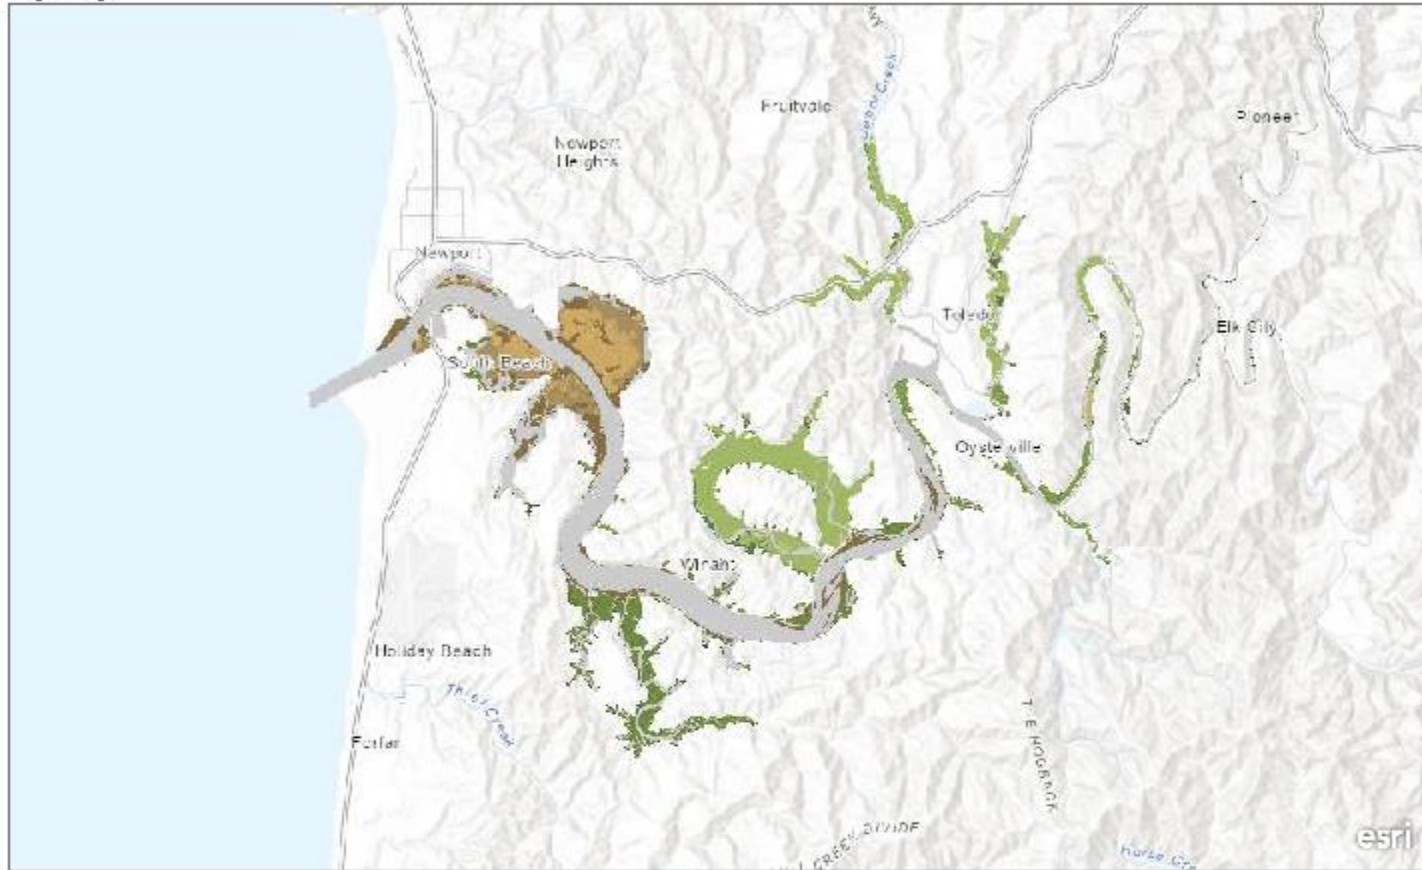 Fruitvale
Pioneer
Newport
Heights
Newport
Toledo
Elk City
South Beach
Oysterville
Winant
Holiday Beach
Thiel Creek
Forfar
THE HOGBACK
CREEK DIVIDE
esri